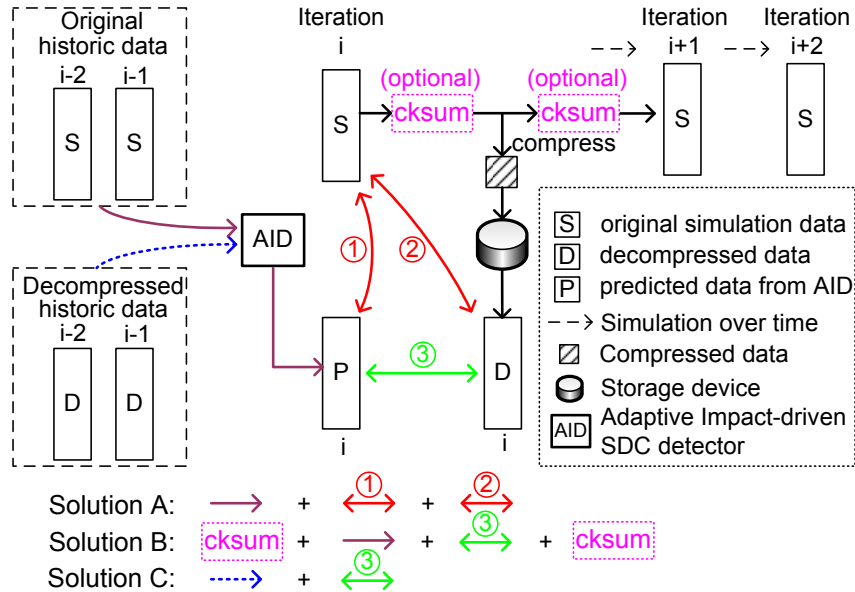 Original
historic data
i-2 i-1
S S
Iteration
i
S
(optional)
cksum
(optional)
cksum
compress
Iteration
i+1
S
Iteration
i+2
S
AID
Decompressed
historic data
i-2 i-1
D D
1
2
3
P
i
D
i
S original simulation data
D decompressed data
P predicted data from AID
Simulation over time
Compressed data
Storage device
AID Adaptive Impact-driven
SDC detector
Solution A: + 1 + 2
Solution B: cksum + + 3 + cksum
Solution C: + 3